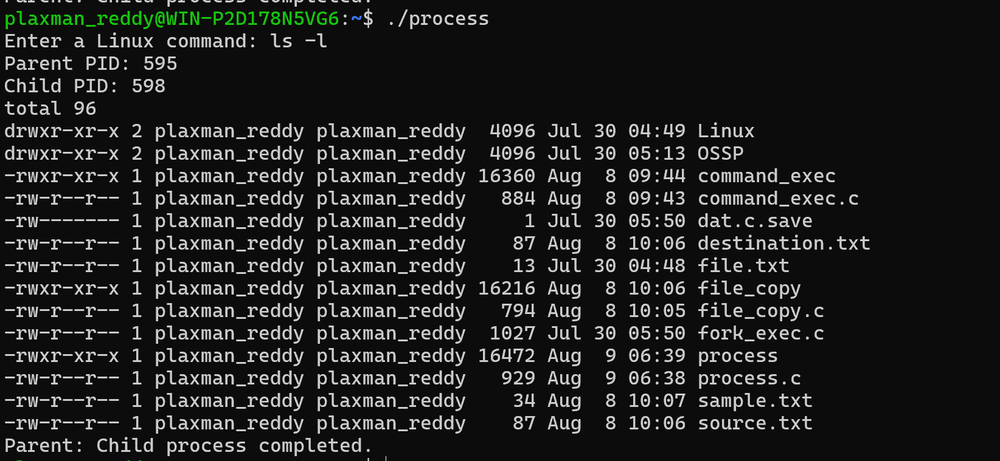 Parent: Child process completed.
plaxman_reddy@WIN-P2D178N5VG6:~$ ./process
Enter a Linux command: ls -l
Parent PID: 595
Child PID: 598
total 96
drwxr-xr-x 2 plaxman_reddy plaxman_reddy  4096 Jul 30 04:49 Linux
drwxr-xr-x 2 plaxman_reddy plaxman_reddy  4096 Jul 30 05:13 OSSP
-rwxr-xr-x 1 plaxman_reddy plaxman_reddy 16360 Aug  8 09:44 command_exec
-rw-r--r-- 1 plaxman_reddy plaxman_reddy   884 Aug  8 09:43 command_exec.c
-rw------- 1 plaxman_reddy plaxman_reddy     1 Jul 30 05:50 dat.c.save
-rw-r--r-- 1 plaxman_reddy plaxman_reddy    87 Aug  8 10:06 destination.txt
-rw-r--r-- 1 plaxman_reddy plaxman_reddy    13 Jul 30 04:48 file.txt
-rwxr-xr-x 1 plaxman_reddy plaxman_reddy 16216 Aug  8 10:06 file_copy
-rw-r--r-- 1 plaxman_reddy plaxman_reddy   794 Aug  8 10:05 file_copy.c
-rw-r--r-- 1 plaxman_reddy plaxman_reddy  1027 Jul 30 05:50 fork_exec.c
-rwxr-xr-x 1 plaxman_reddy plaxman_reddy 16472 Aug  9 06:39 process
-rw-r--r-- 1 plaxman_reddy plaxman_reddy   929 Aug  9 06:38 process.c
-rw-r--r-- 1 plaxman_reddy plaxman_reddy    34 Aug  8 10:07 sample.txt
-rw-r--r-- 1 plaxman_reddy plaxman_reddy    87 Aug  8 10:06 source.txt
Parent: Child process completed.